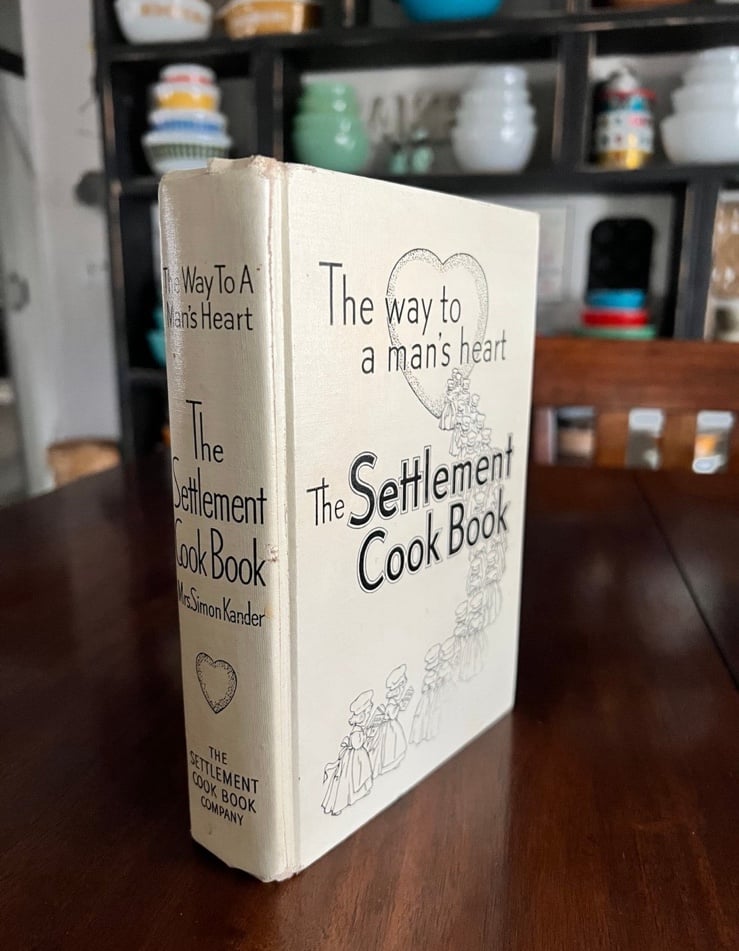 The Way To A
Man's Heart
The
Settlement
Cook Book
Mrs. Simon Kander
THE
SETTLEMENT
COOK BOOK
COMPANY
The way to
a man's heart
The Settlement
Cook Book